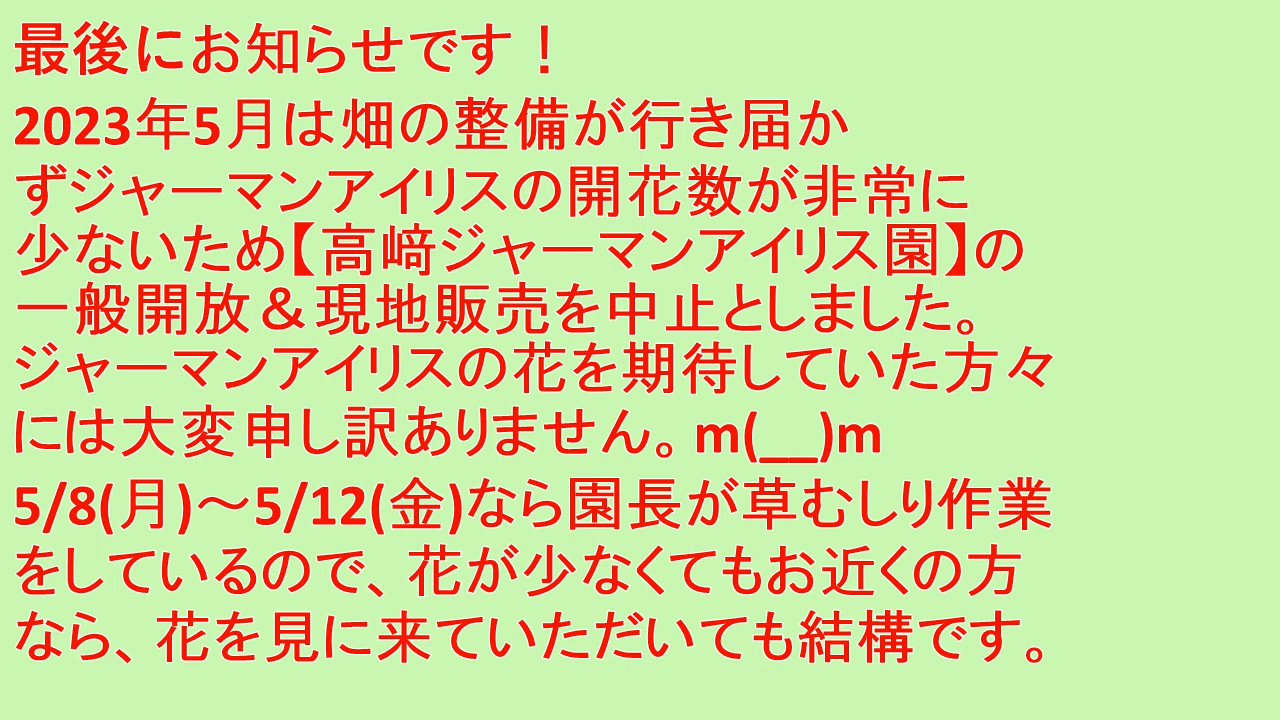 最後にお知らせです！
2023年5月は畑の整備が行き届か
ずジャーマンアイリスの開花数が非常に
少ないため【高﨑ジャーマンアイリス園】の
一般開放＆現地販売を中止としました。
ジャーマンアイリスの花を期待していた方々
には大変申し訳ありません。m(__)m
5/8(月)～5/12(金)なら園長が草むしり作業
をしているので、花が少なくてもお近くの方
なら、花を見に来ていただいても結構です。